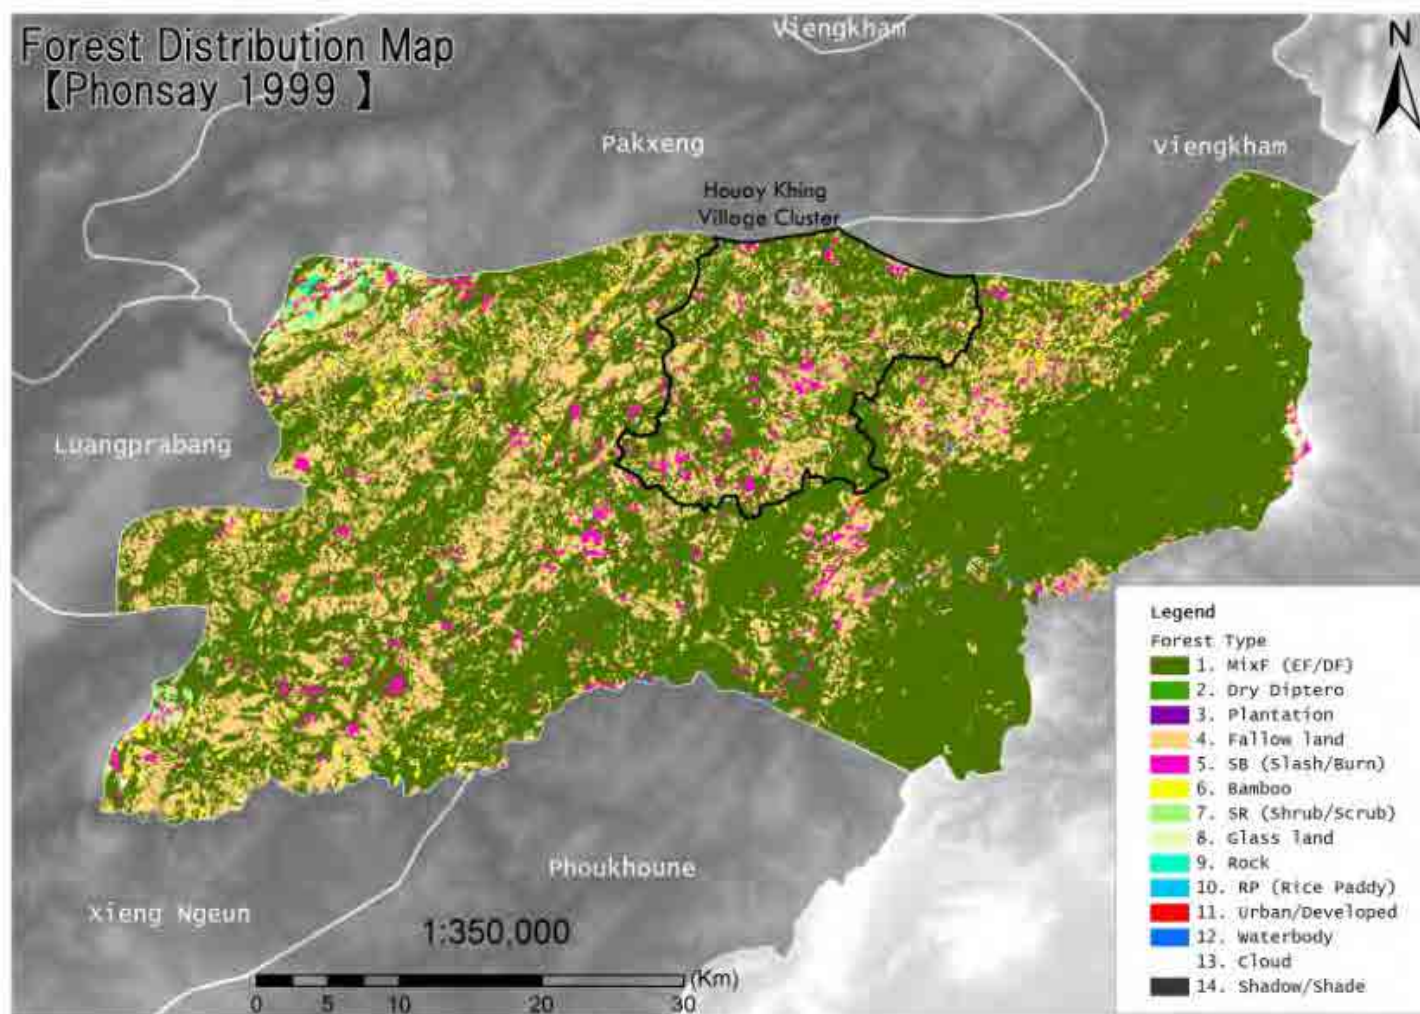 Forest Distribution Map
【Phonsay 1999 】
Viengkham
N
Pakxeng
Viengkham
Houay Khing
Village Cluster
Luangprabang
Legend
Forest Type
1. MixF (EF/DF)
2. Dry Diptero
3. Plantation
4. Fallow land
5. SB (Slash/Burn)
6. Bamboo
7. SR (Shrub/Scrub)
8. Glass land
9. Rock
10. RP (Rice Paddy)
11. Urban/Developed
12. Waterbody
13. Cloud
14. Shadow/Shade
Phoukhoune
Xieng Ngeun
1:350,000
(Km)
0 5 10 20 30